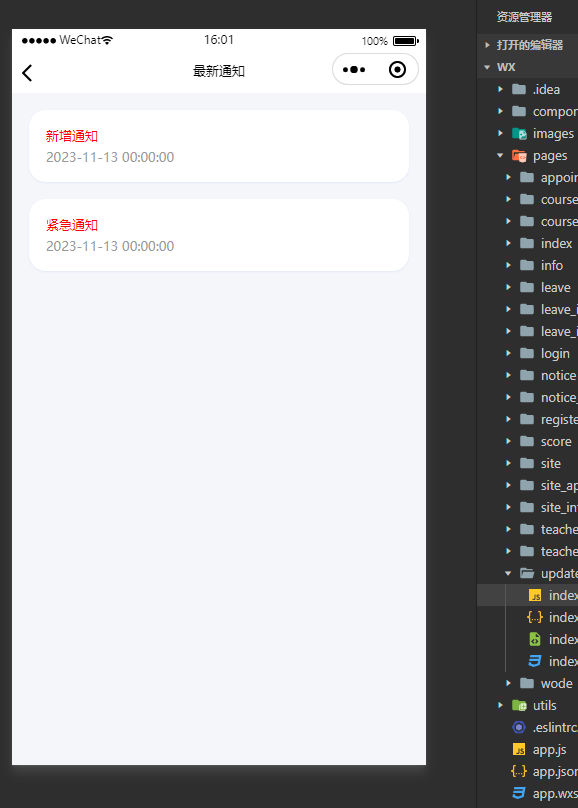 WeChat
16:01
100%
最新通知
新增通知
2023-11-13 00:00:00
紧急通知
2023-11-13 00:00:00
资源管理器
打开的编辑器
WX
.idea
compor
images
pages
appoin
course
course
index
info
leave
leave_i
leave_i
login
notice
notice_
registe
score
site
site_ap
site_in
teache
teache
update
index
index
index
index
wode
utils
.eslintrc.
app.js
app.json
app.wxs